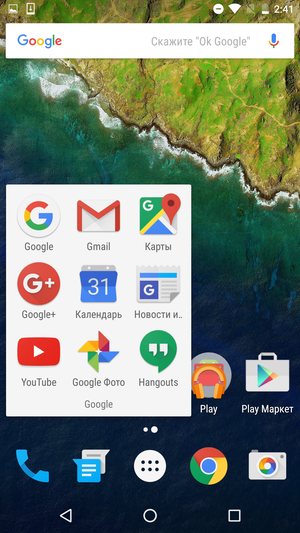 2:41
Google Скажите "Ok Google"
Google Gmail Карты
Google+ 31 Календарь Новости и..
YouTube Google Фото Hangouts
Play Play Маркет
Google